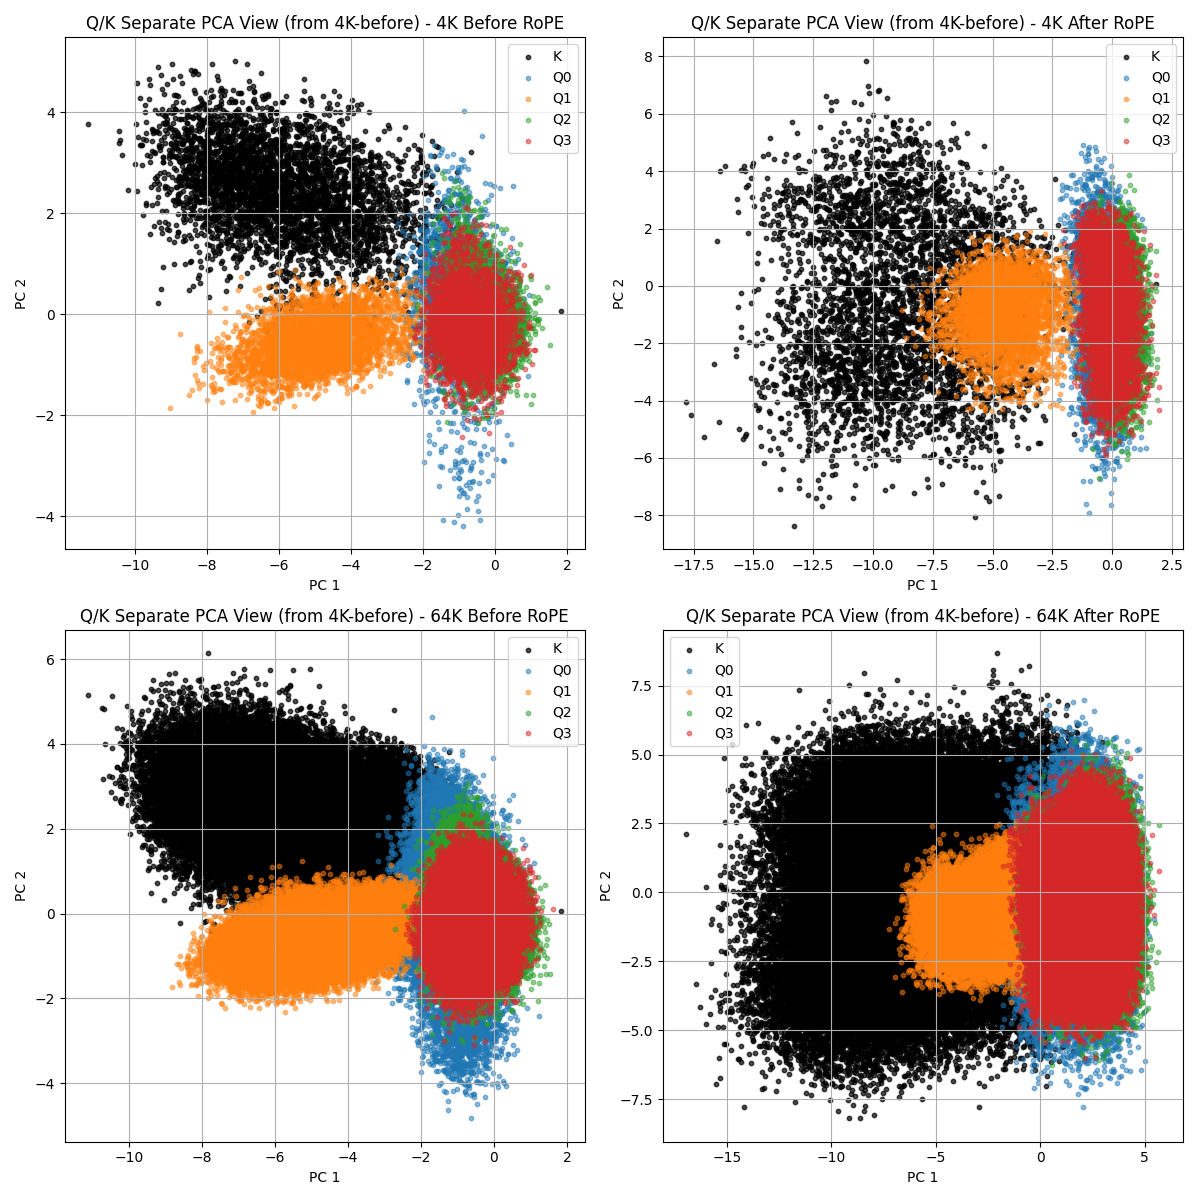 Q/K Separate PCA View (from 4K-before) - 4K Before RoPE
K
Q0
Q1
Q2
Q3
4
2
0
−2
−4
PC 2
−10
−8
−6
−4
−2
0
2
PC 1
Q/K Separate PCA View (from 4K-before) - 4K After RoPE
K
Q0
Q1
Q2
Q3
8
6
4
2
0
−2
−4
−6
−8
PC 2
−17.5
−15.0
−12.5
−10.0
−7.5
−5.0
−2.5
0.0
2.5
PC 1
Q/K Separate PCA View (from 4K-before) - 64K Before RoPE
K
Q0
Q1
Q2
Q3
6
4
2
0
−2
−4
PC 2
−10
−8
−6
−4
−2
0
2
PC 1
Q/K Separate PCA View (from 4K-before) - 64K After RoPE
K
Q0
Q1
Q2
Q3
7.5
5.0
2.5
0.0
−2.5
−5.0
−7.5
PC 2
−15
−10
−5
0
5
PC 1